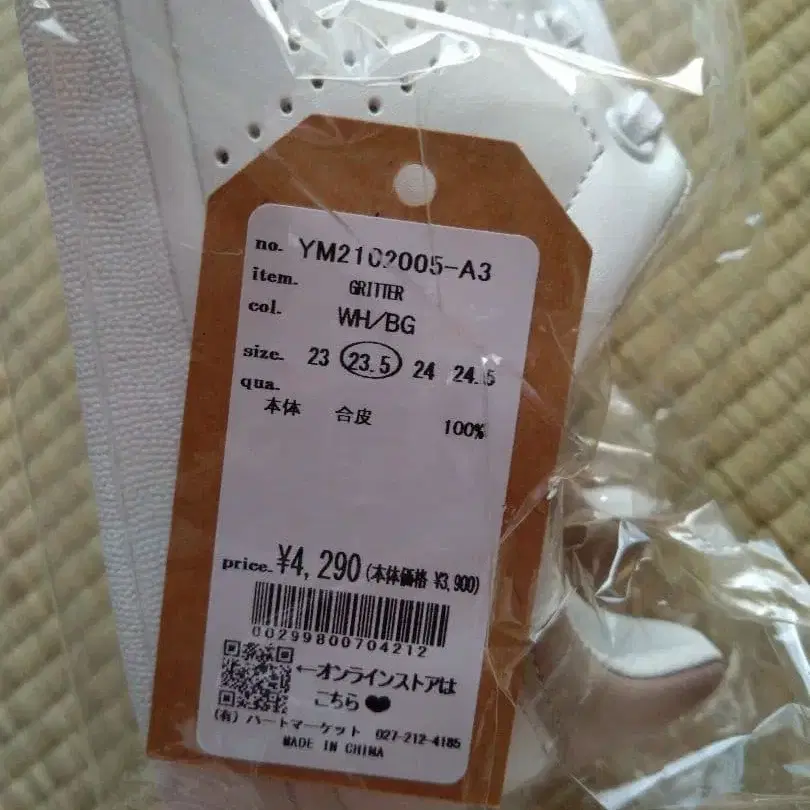 no. YM2102005-A3
item. GRITTER
col. WH/BG
size. 23 23.5 24 24.5
qua.
本体 合皮 100%
price. ¥4,290(本体価格 ¥3,900)
00299800704212
←オンラインストアは
こちら♥
(有)ハートマーケット 027-212-4185
MADE IN CHINA